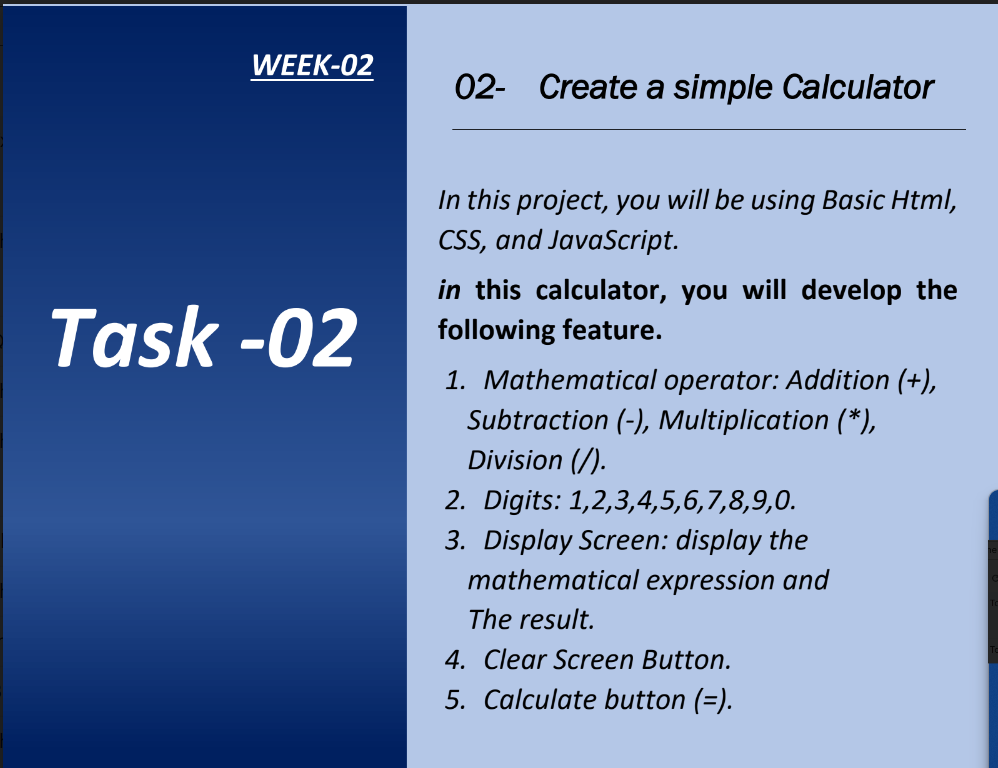 WEEK-02
Task -02
02- Create a simple Calculator
In this project, you will be using Basic Html,
CSS, and JavaScript.
in this calculator, you will develop the
following feature.
1. Mathematical operator: Addition (+),
Subtraction (-), Multiplication (*),
Division (/).
2. Digits: 1,2,3,4,5,6,7,8,9,0.
3. Display Screen: display the
mathematical expression and
The result.
4. Clear Screen Button.
5. Calculate button (=).